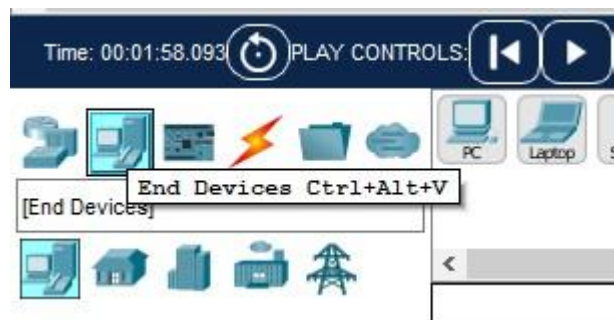 Time: 00:01:58.093 PLAY CONTROLS:
PC Laptop
End Devices Ctrl+Alt+V
[End Devices]